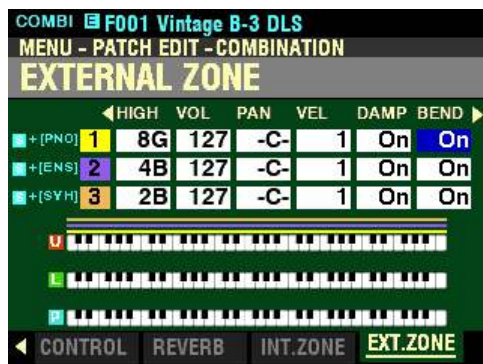 COMBI E F001 Vintage B-3 DLS
MENU - PATCH EDIT - COMBINATION
EXTERNAL ZONE
HIGH VOL PAN VEL DAMP BEND
S +[PNO] 1 8G 127 -C- 1 On On
S +[ENS] 2 4B 127 -C- 1 On On
S +[SYH] 3 2B 127 -C- 1 On On
U
L
P
CONTROL REVERB INT.ZONE EXT.ZONE